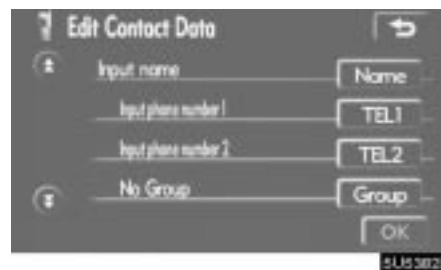 Edit Contact Data
Input name Name
Input phone number 1 TEL1
Input phone number 2 TEL2
No Group Group
OK
SU5382